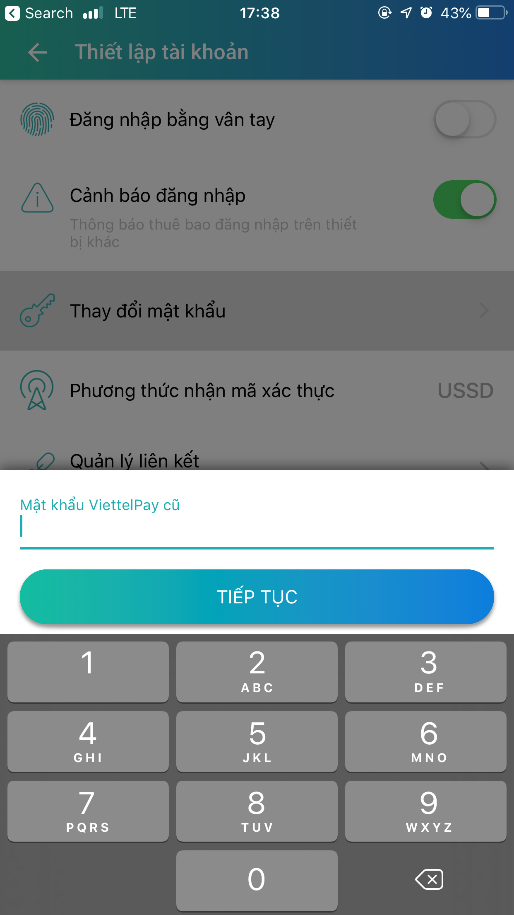 Search LTE 17:38 43%
Thiết lập tài khoản
Đăng nhập bằng vân tay
Cảnh báo đăng nhập
Thông báo thuê bao đăng nhập trên thiết
bị khác
Thay đổi mật khẩu
Phương thức nhận mã xác thực USSD
Quản lý liên kết
Mật khẩu ViettelPay cũ
TIẾP TỤC
1 2 3
ABC DEF
4 5 6
GHI JKL MNO
7 8 9
PQRS TUV WXYZ
0